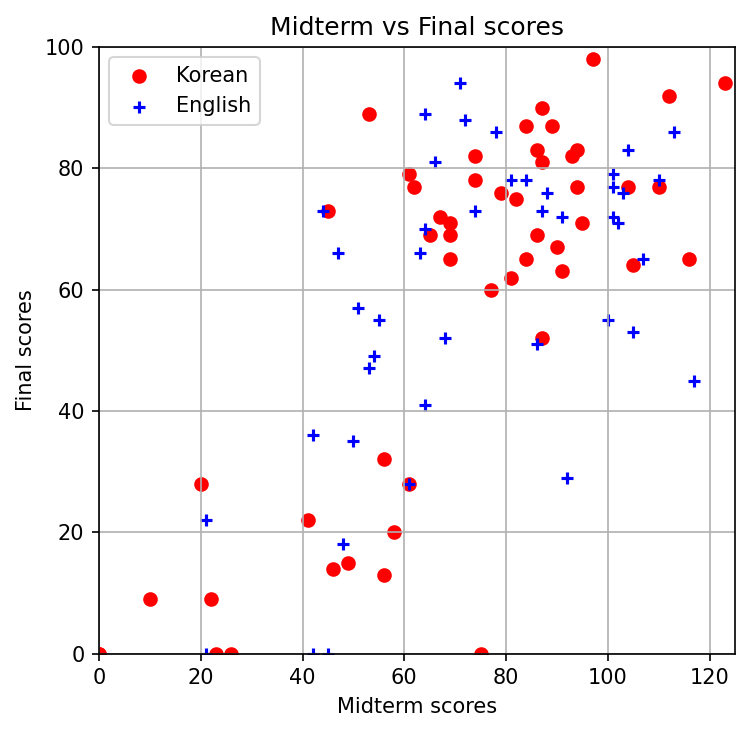 Midterm vs Final scores
Korean
English
100
80
60
40
20
0
Final scores
0 20 40 60 80 100 120
Midterm scores